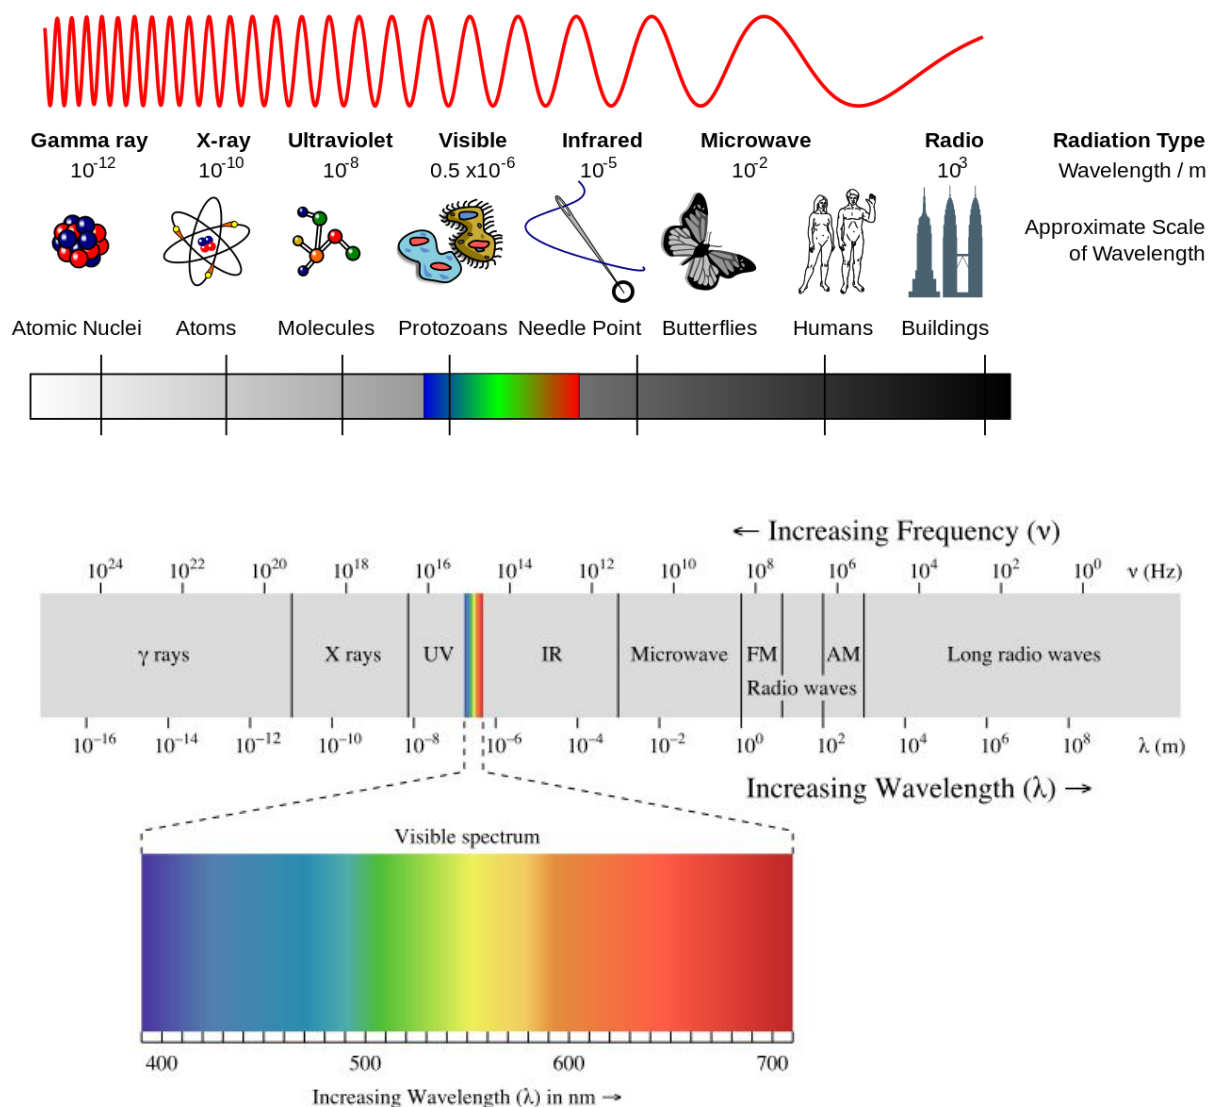 Gamma ray X-ray Ultraviolet Visible Infrared Microwave Radio Radiation Type
10⁻¹² 10⁻¹⁰ 10⁻⁸ 0.5 x10⁻⁶ 10⁻⁵ 10⁻² 10³ Wavelength / m
Approximate Scale
of Wavelength
Atomic Nuclei Atoms Molecules Protozoans Needle Point Butterflies Humans Buildings
← Increasing Frequency (ν)
10²⁴ 10²² 10²⁰ 10¹⁸ 10¹⁶ 10¹⁴ 10¹² 10¹⁰ 10⁸ 10⁶ 10⁴ 10² 10⁰ ν (Hz)
γ rays X rays UV IR Microwave FM AM Long radio waves
Radio waves
10⁻¹⁶ 10⁻¹⁴ 10⁻¹² 10⁻¹⁰ 10⁻⁸ 10⁻⁶ 10⁻⁴ 10⁻² 10⁰ 10² 10⁴ 10⁶ 10⁸ λ (m)
Increasing Wavelength (λ) →
Visible spectrum
400 500 600 700
Increasing Wavelength (λ) in nm →